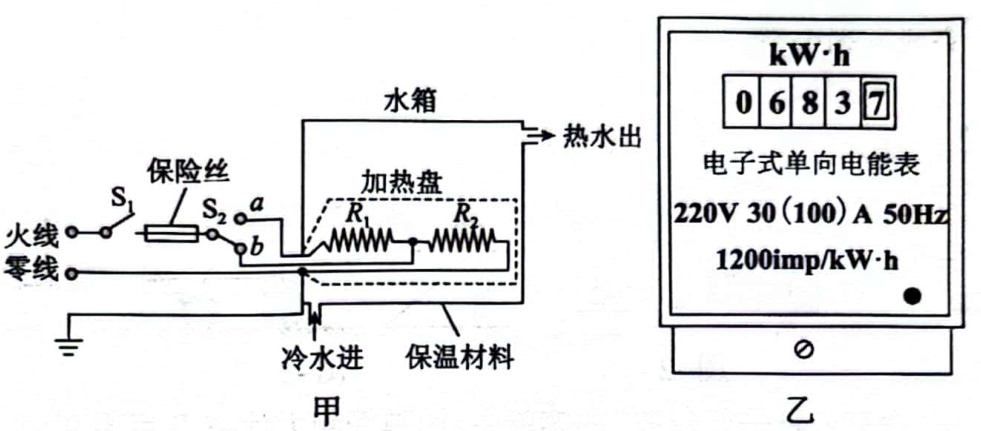 水箱
热水出
保险丝
加热盘
S₁
S₂
a
b
R₁
R₂
火线
零线
冷水进
保温材料
甲
kW·h
0 6 8 3 7
电子式单向电能表
220V 30(100)A 50Hz
1200imp/kW·h
乙